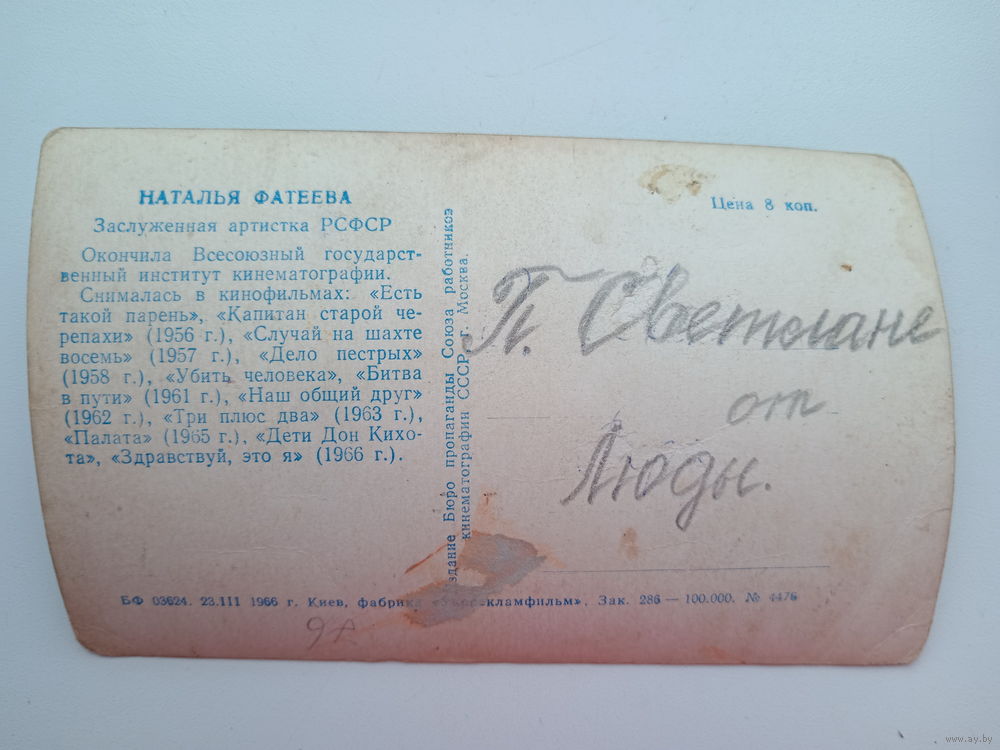 НАТАЛЬЯ ФАТЕЕВА
Заслуженная артистка РСФСР
Окончила Всесоюзный государст-
венный институт кинематографии.
Снималась в кинофильмах: «Есть
такой парень», «Капитан старой че-
репахи» (1956 г.), «Случай на шахте
восемь» (1957 г.), «Дело пестрых»
(1958 г.), «Убить человека», «Битва
в пути» (1961 г.), «Наш общий друг»
(1962 г.), «Три плюс два» (1963 г.),
«Палата» (1965 г.), «Дети Дон Кихо-
та», «Здравствуй, это я» (1966 г.).
здание Бюро пропаганды Союза работников
кинематографии СССР г. Москва.
Цена 8 коп.
П. Светлане
от
Люды.
БФ 03624. 23.III 1966 г. Киев, фабрика «Укррекламфильм». Зак. 286 — 100.000. № 4476
www.ay.by